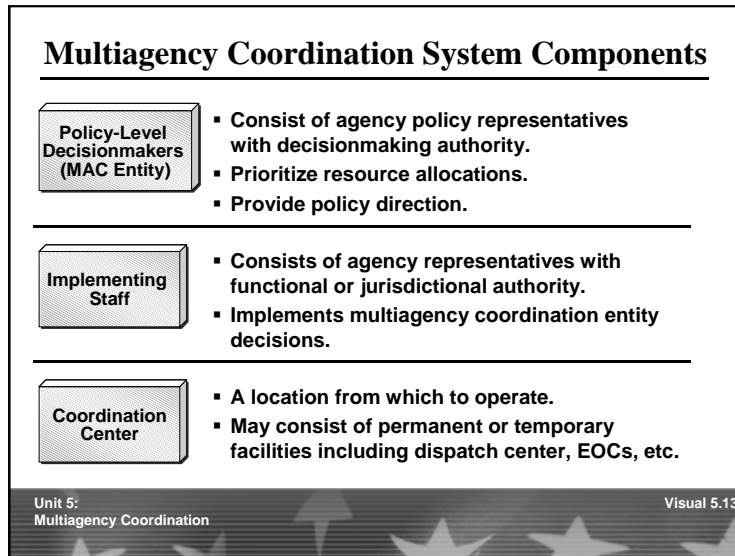 Multiagency Coordination System Components
Policy-Level
Decisionmakers
(MAC Entity)
▪ Consist of agency policy representatives
with decisionmaking authority.
▪ Prioritize resource allocations.
▪ Provide policy direction.
Implementing
Staff
▪ Consists of agency representatives with
functional or jurisdictional authority.
▪ Implements multiagency coordination entity
decisions.
Coordination
Center
▪ A location from which to operate.
▪ May consist of permanent or temporary
facilities including dispatch center, EOCs, etc.
Unit 5:
Multiagency Coordination
Visual 5.13